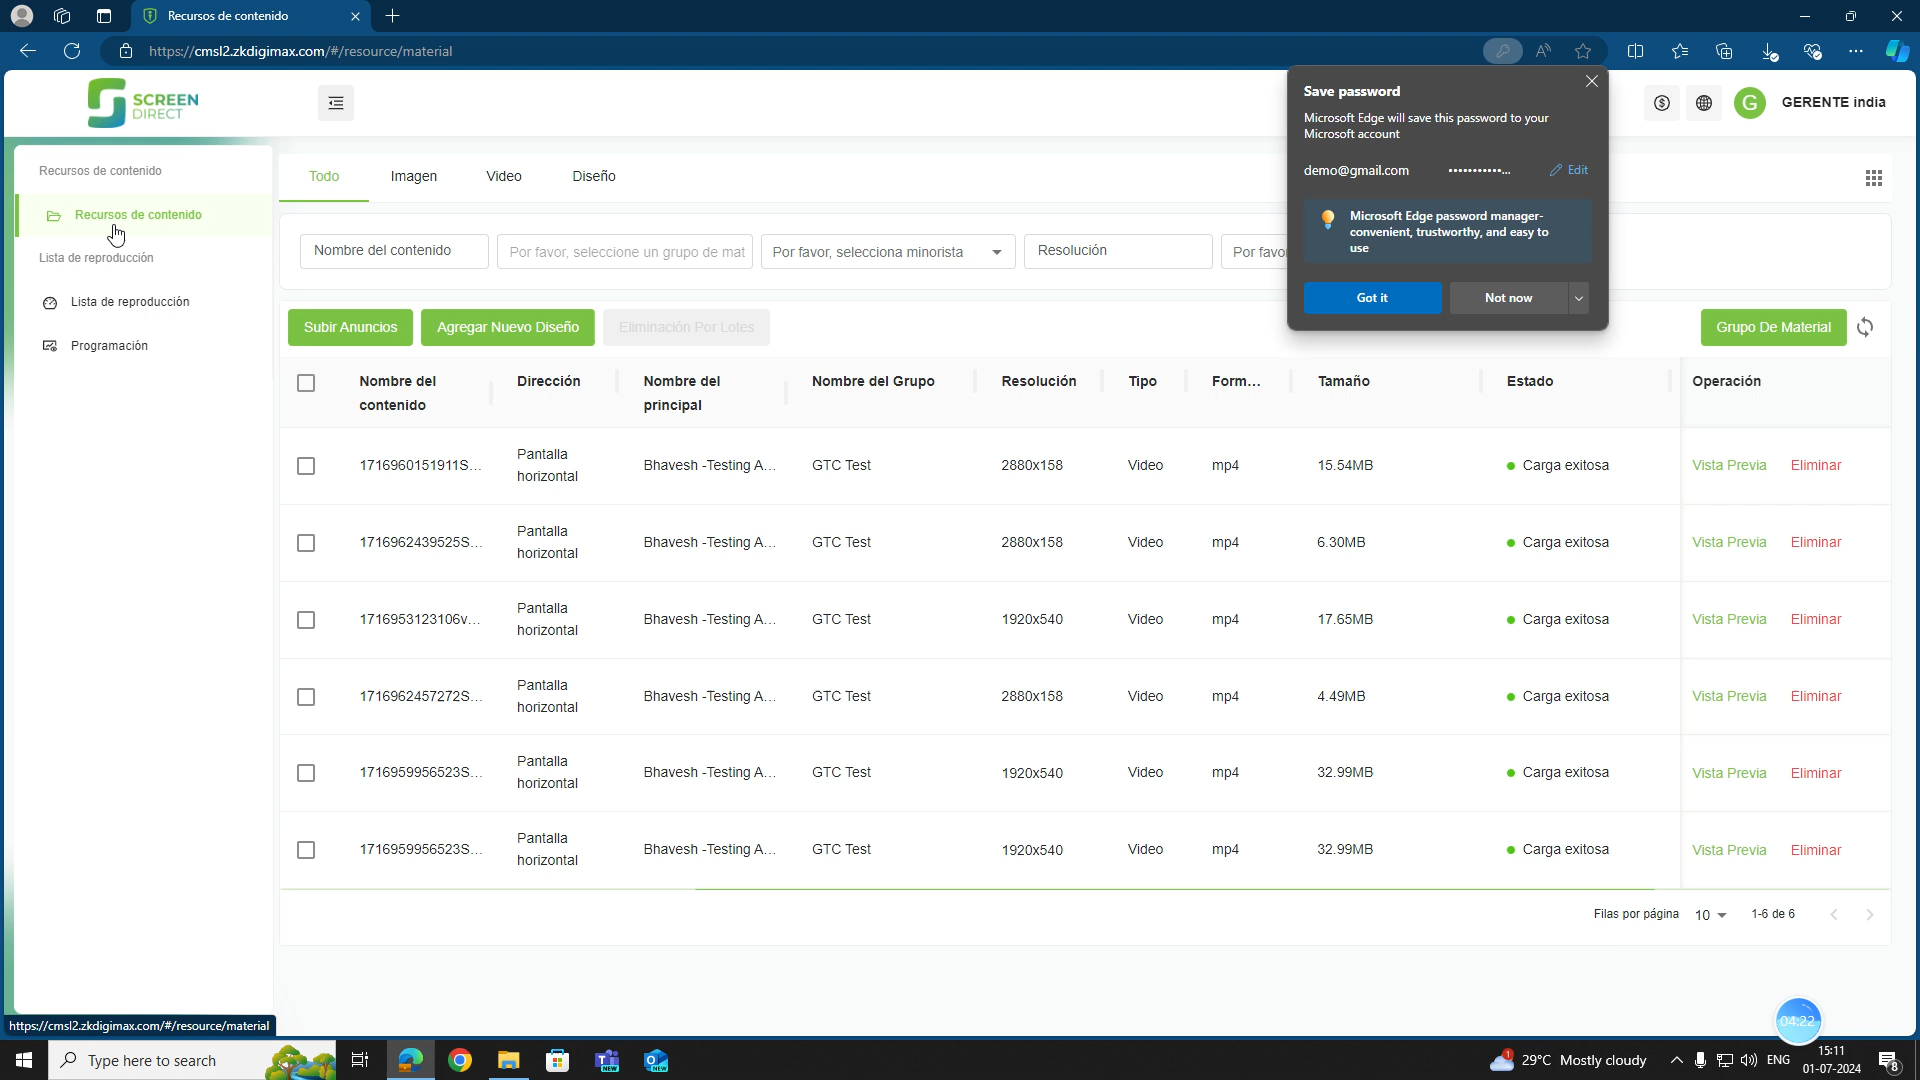 Recursos de contenido
https://cmsl2.zkdigimax.com/#/resource/material
SCREEN
DIRECT
G
GERENTE india
Save password
Microsoft Edge will save this password to your
Microsoft account
demo@gmail.com
Edit
Microsoft Edge password manager-
convenient, trustworthy, and easy to
use
Got it
Not now
Recursos de contenido
Recursos de contenido
Lista de reproducción
Lista de reproducción
Programación
Todo
Imagen
Video
Diseño
Nombre del contenido
Por favor, seleccione un grupo de mat
Por favor, selecciona minorista
Resolución
Por favo
Subir Anuncios
Agregar Nuevo Diseño
Eliminación Por Lotes
Grupo De Material
Nombre del contenido Dirección Nombre del principal Nombre del Grupo Resolución Tipo Form... Tamaño Estado Operación
1716960151911S... Pantalla horizontal Bhavesh -Testing A... GTC Test 2880x158 Video mp4 15.54MB Carga exitosa Vista Previa Eliminar
1716962439525S... Pantalla horizontal Bhavesh -Testing A... GTC Test 2880x158 Video mp4 6.30MB Carga exitosa Vista Previa Eliminar
1716953123106v... Pantalla horizontal Bhavesh -Testing A... GTC Test 1920x540 Video mp4 17.65MB Carga exitosa Vista Previa Eliminar
1716962457272S... Pantalla horizontal Bhavesh -Testing A... GTC Test 2880x158 Video mp4 4.49MB Carga exitosa Vista Previa Eliminar
1716959956523S... Pantalla horizontal Bhavesh -Testing A... GTC Test 1920x540 Video mp4 32.99MB Carga exitosa Vista Previa Eliminar
1716959956523S... Pantalla horizontal Bhavesh -Testing A... GTC Test 1920x540 Video mp4 32.99MB Carga exitosa Vista Previa Eliminar
Filas por página 10 1-6 de 6
https://cmsl2.zkdigimax.com/#/resource/material
04:22
Type here to search
NEW
NEW
1
29°C Mostly cloudy
ENG
15:11
01-07-2024
8